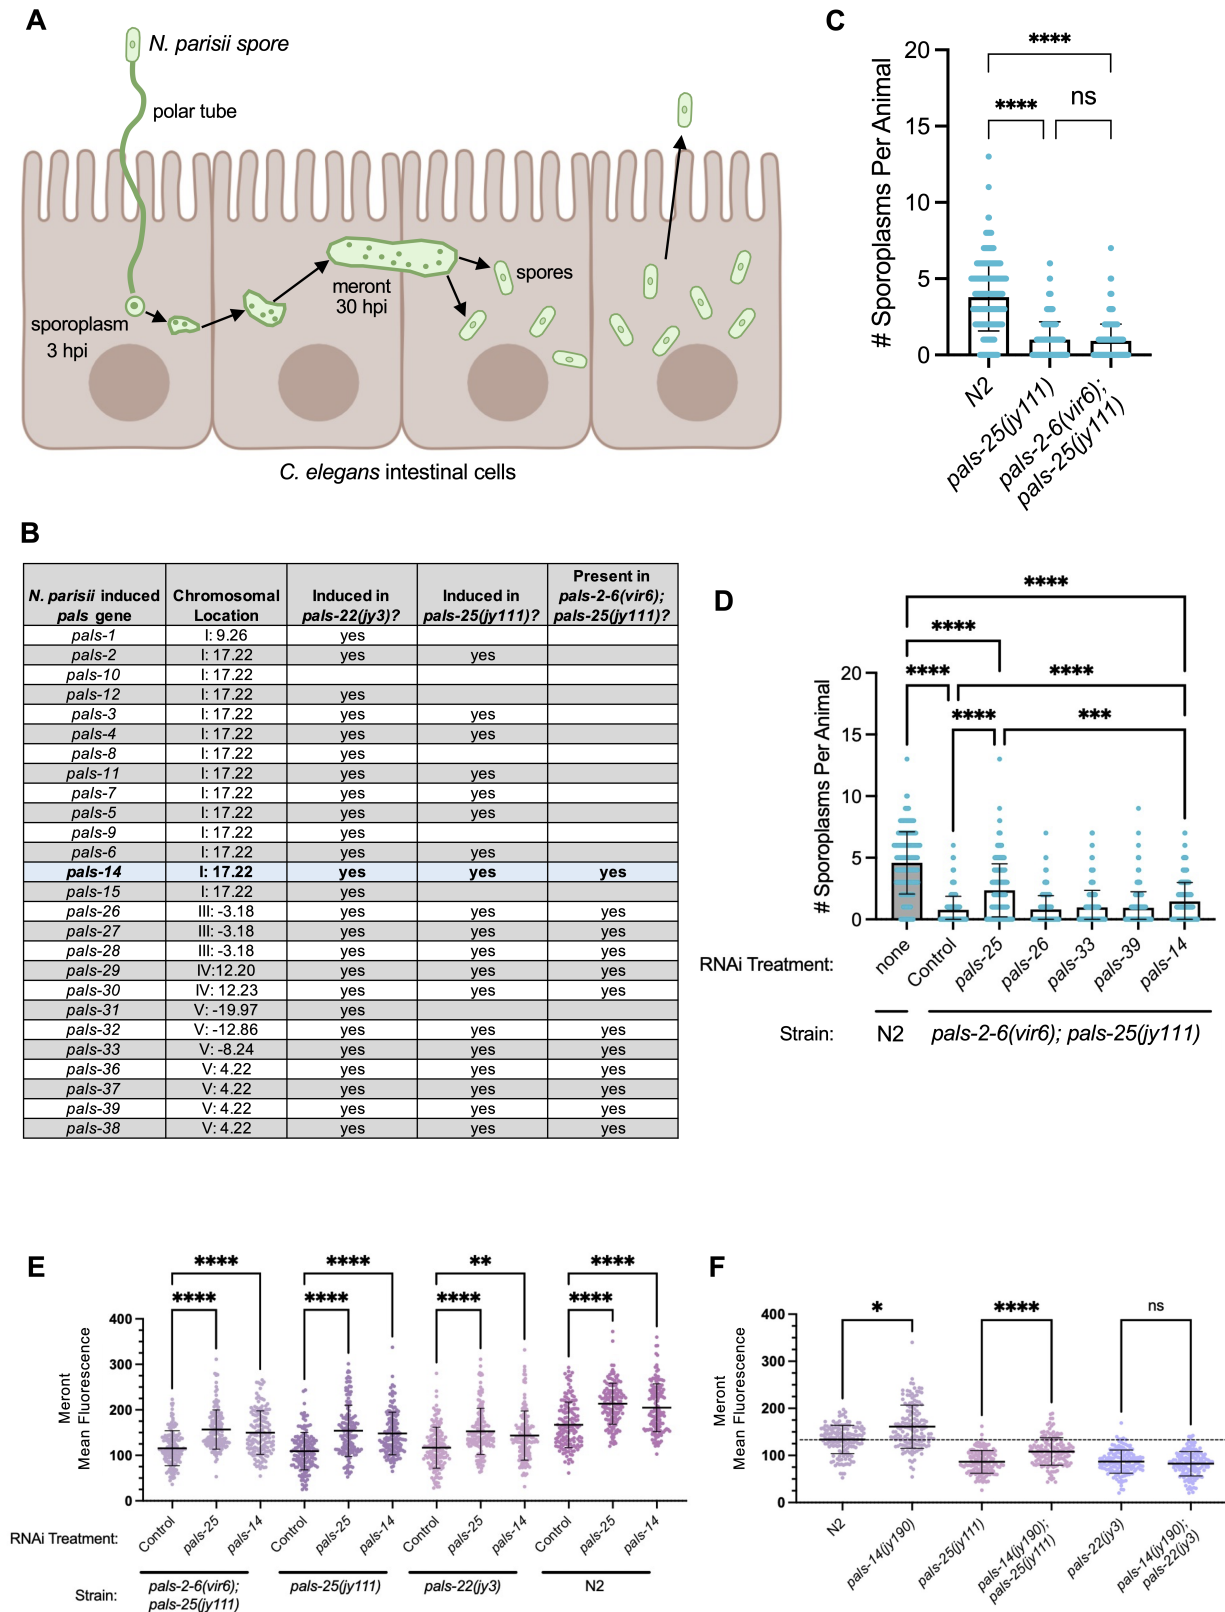 A
N. parisii spore
polar tube
sporoplasm
3 hpi
meront
30 hpi
spores
C. elegans intestinal cells
C
# Sporoplasms Per Animal
20
15
10
5
0
****
****
ns
N2
pals-25(jy111)
pals-2-6(vir6);
pals-25(jy111)
B
N. parisii induced pals gene | Chromosomal Location | Induced in pals-22(jy3)? | Induced in pals-25(jy111)? | Present in pals-2-6(vir6); pals-25(jy111)?
pals-1 I: 9.26 yes
pals-2 I: 17.22 yes yes
pals-10 I: 17.22
pals-12 I: 17.22 yes
pals-3 I: 17.22 yes yes
pals-4 I: 17.22 yes yes
pals-8 I: 17.22 yes
pals-11 I: 17.22 yes yes
pals-7 I: 17.22 yes yes
pals-5 I: 17.22 yes yes
pals-9 I: 17.22 yes
pals-6 I: 17.22 yes yes
pals-14 I: 17.22 yes yes yes
pals-15 I: 17.22 yes
pals-26 III: -3.18 yes yes yes
pals-27 III: -3.18 yes yes yes
pals-28 III: -3.18 yes yes yes
pals-29 IV:12.20 yes yes yes
pals-30 IV: 12.23 yes yes yes
pals-31 V: -19.97 yes
pals-32 V: -12.86 yes yes yes
pals-33 V: -8.24 yes yes yes
pals-36 V: 4.22 yes yes yes
pals-37 V: 4.22 yes yes yes
pals-39 V: 4.22 yes yes yes
pals-38 V: 4.22 yes yes yes
D
# Sporoplasms Per Animal
20
15
10
5
0
****
****
**** ****
**** ***
RNAi Treatment: none Control pals-25 pals-26 pals-33 pals-39 pals-14
Strain: N2 pals-2-6(vir6); pals-25(jy111)
E
Meront
Mean Fluorescence
400
300
200
100
0
**** **** ** ****
**** **** **** ****
RNAi Treatment: Control pals-25 pals-14 Control pals-25 pals-14 Control pals-25 pals-14 Control pals-25 pals-14
Strain: pals-2-6(vir6); pals-25(jy111) pals-25(jy111) pals-22(jy3) N2
F
Meront
Mean Fluorescence
400
300
200
100
0
* **** ns
N2
pals-14(jy190)
pals-25(jy111)
pals-14(jy190);
pals-25(jy111)
pals-22(jy3)
pals-14(jy190);
pals-22(jy3)